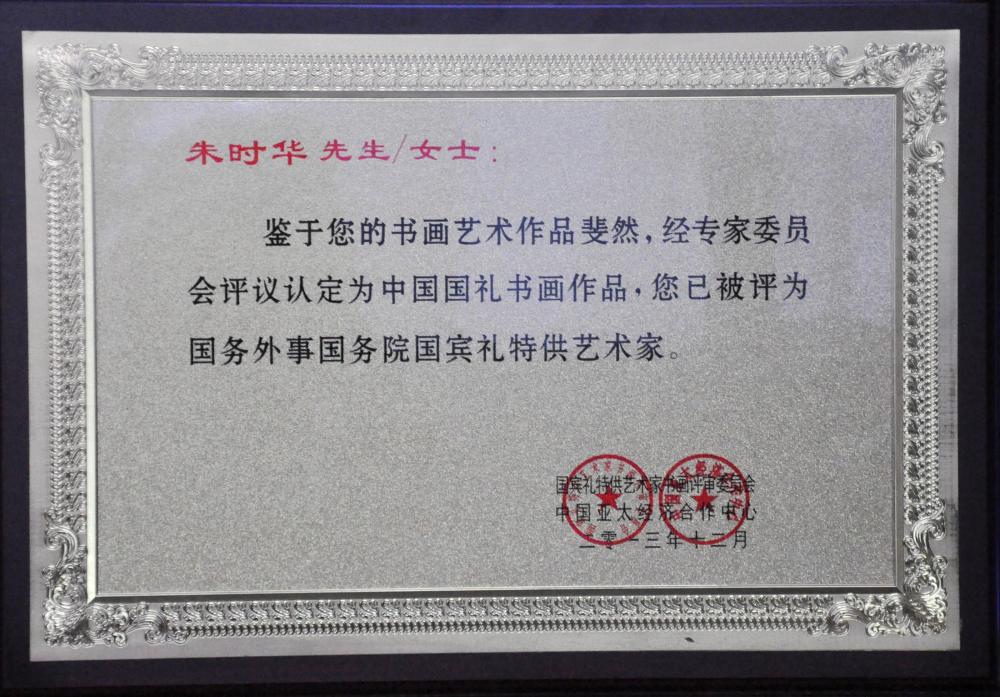 朱时华 先生/女士:
鉴于您的书画艺术作品斐然,经专家委员
会评议认定为中国国礼书画作品,您已被评为
国务外事国务院国宾礼特供艺术家。
国宾礼特供艺术家书画评审委员会
中国亚太经济合作中心
二零一三年十二月